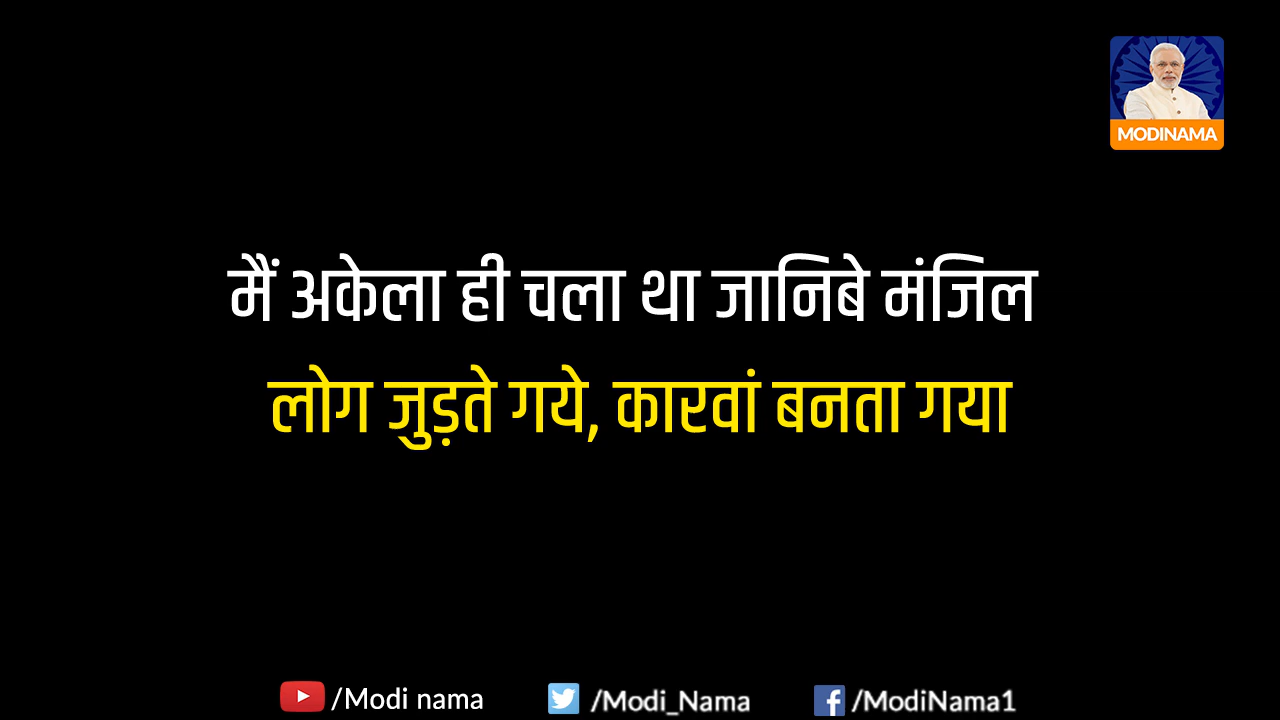 MODINAMA
मैं अकेला ही चला था जानिबे मंजिल
लोग जुड़ते गये, कारवां बनता गया
/Modi nama /Modi_Nama /ModiNama1